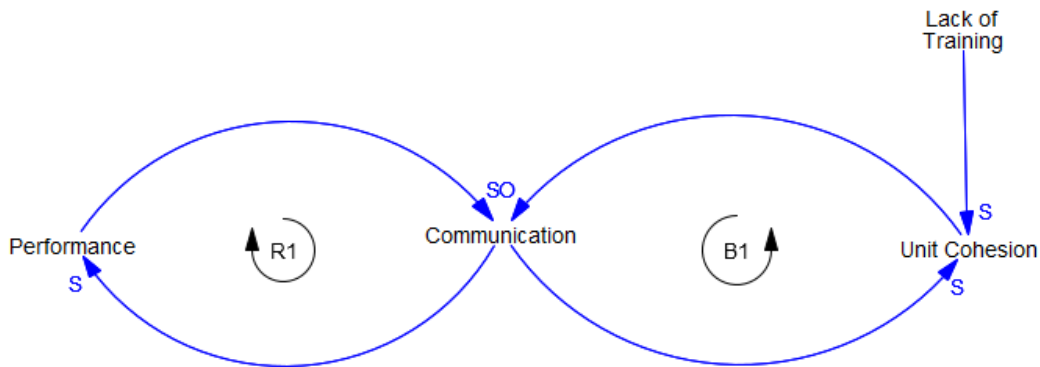 Lack of
Training
SO
S
Communication
Performance
R1
B1
Unit Cohesion
S
S